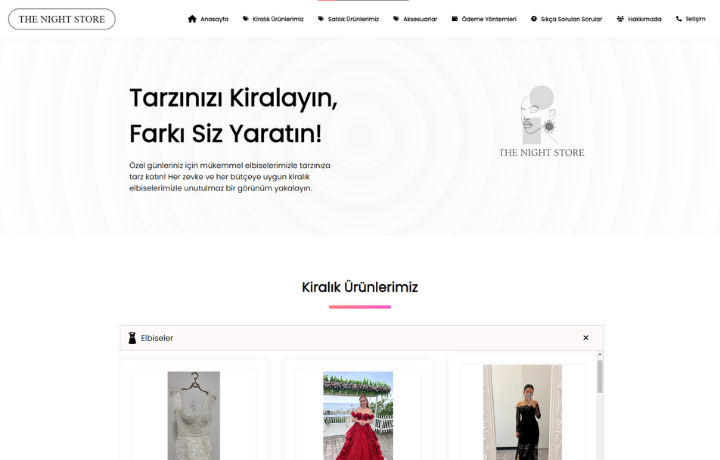 THE NIGHT STORE
Anasayfa
Kiralık Ürünlerimiz
Satılık Ürünlerimiz
Aksesuarlar
Ödeme Yöntemleri
Sıkça Sorulan Sorular
Hakkımızda
İletişim
Tarzınızı Kiralayın,
Farkı Siz Yaratın!
Özel günleriniz için mükemmel elbiselerimizle tarzınıza
tarz katın! Her zevke ve her bütçeye uygun kiralık
elbiselerimizle unutulmaz bir görünüm yakalayın.
THE NIGHT STORE
Kiralık Ürünlerimiz
Elbiseler